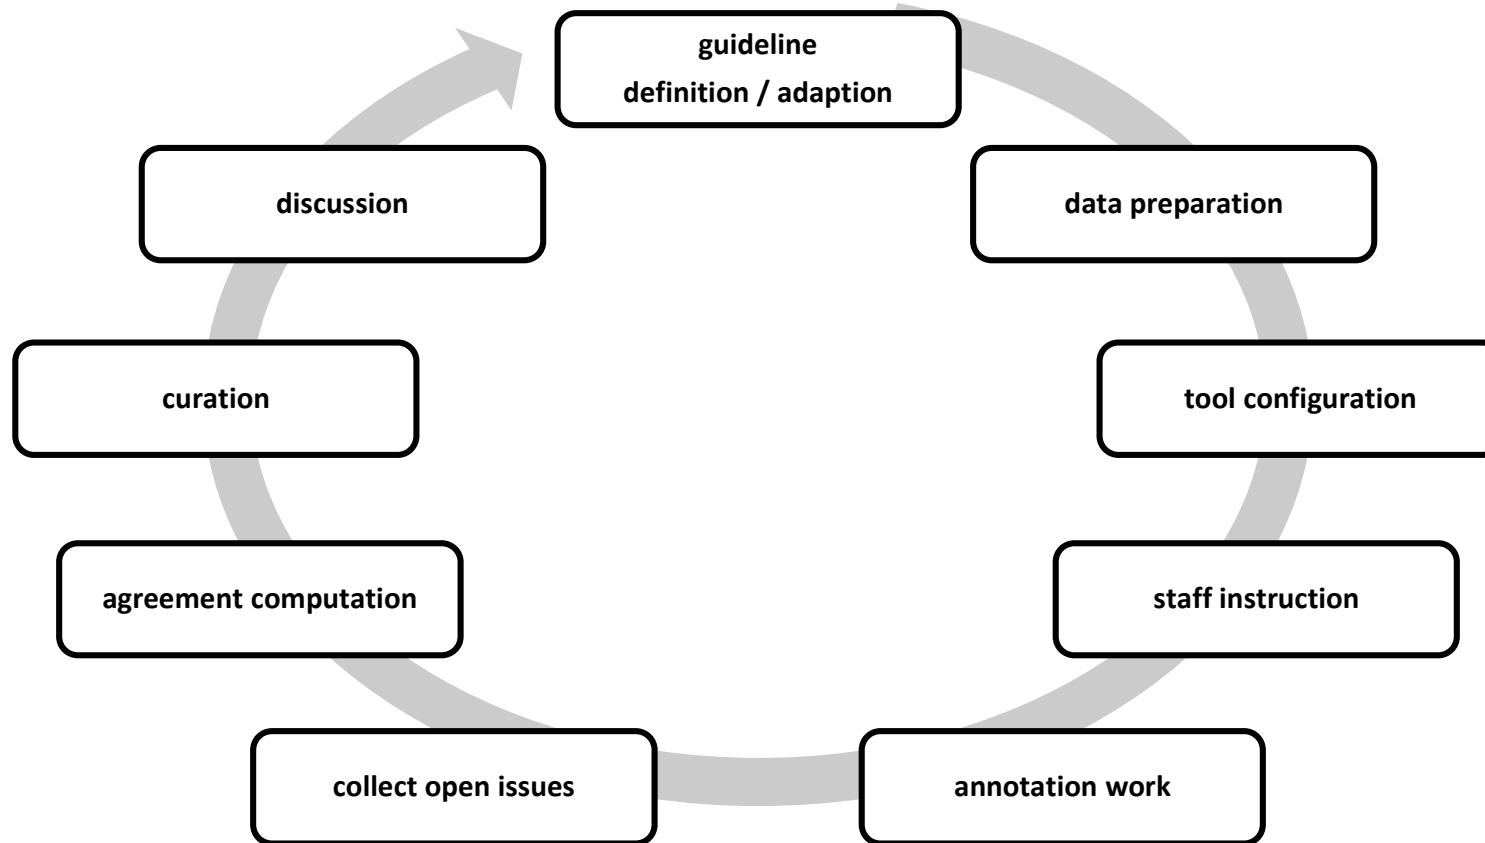 guideline
definition / adaption
data preparation
tool configuration
staff instruction
annotation work
collect open issues
agreement computation
curation
discussion